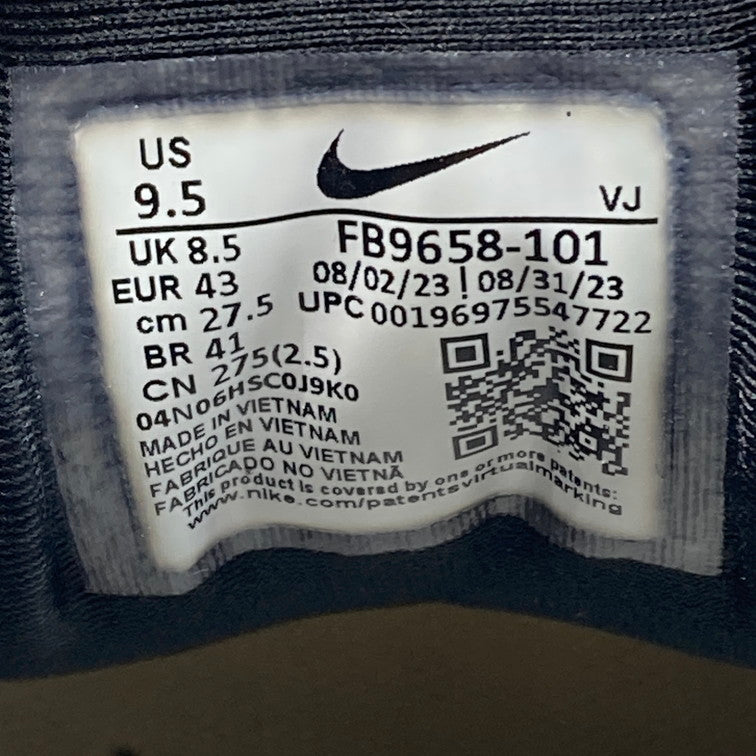 US
9.5
VJ
UK 8.5
FB9658-101
EUR 43
08/02/23 | 08/31/23
cm 27.5
UPC 00196975547722
BR 41
CN 275(2.5)
04N06HSC0J9K0
MADE IN VIETNAM
HECHO EN VIETNAM
FABRIQUE AU VIETNAM
FABRICADO NO VIETNÃ
This product is covered by one or more patents:
www.nike.com/patentsvirtualmarking